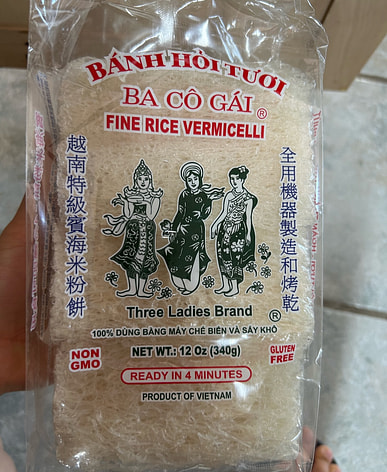 BÁNH HỎI TƯƠI
BA CÔ GÁI ®
FINE RICE VERMICELLI
越南特級賓海米粉餅
全用機器製造和烤乾
Three Ladies Brand ®
100% DÙNG BẰNG MÁY CHẾ BIẾN VÀ SẤY KHÔ
NON
GMO
NET WT.: 12 Oz (340g)
GLUTEN
FREE
READY IN 4 MINUTES
PRODUCT OF VIETNAM